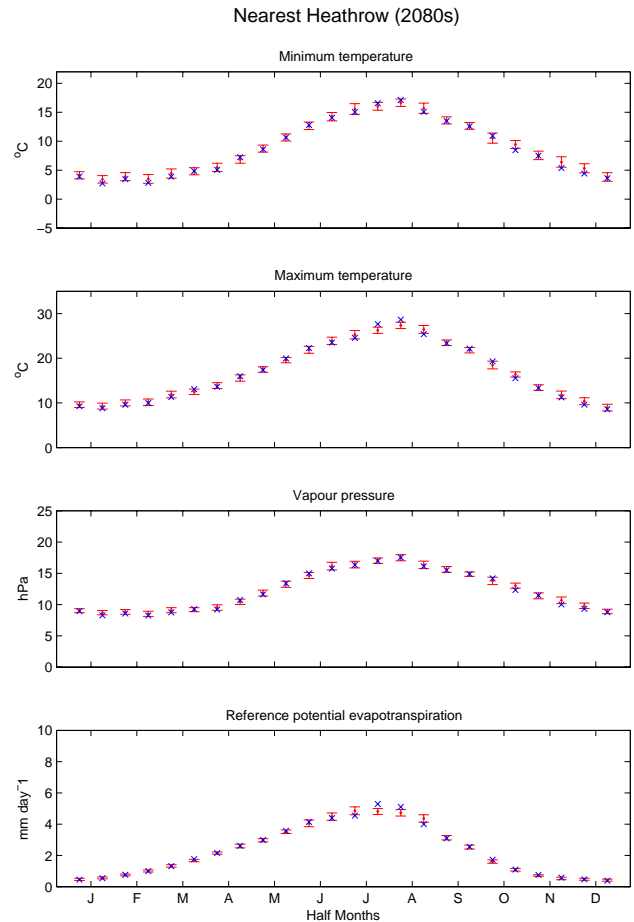 Nearest Heathrow (2080s)
Minimum temperature
20
15
10
5
0
−5
°C
Maximum temperature
30
20
10
0
°C
Vapour pressure
25
20
15
10
5
0
hPa
Reference potential evapotranspiration
10
8
6
4
2
0
mm day−1
J F M A M J J A S O N D
Half Months